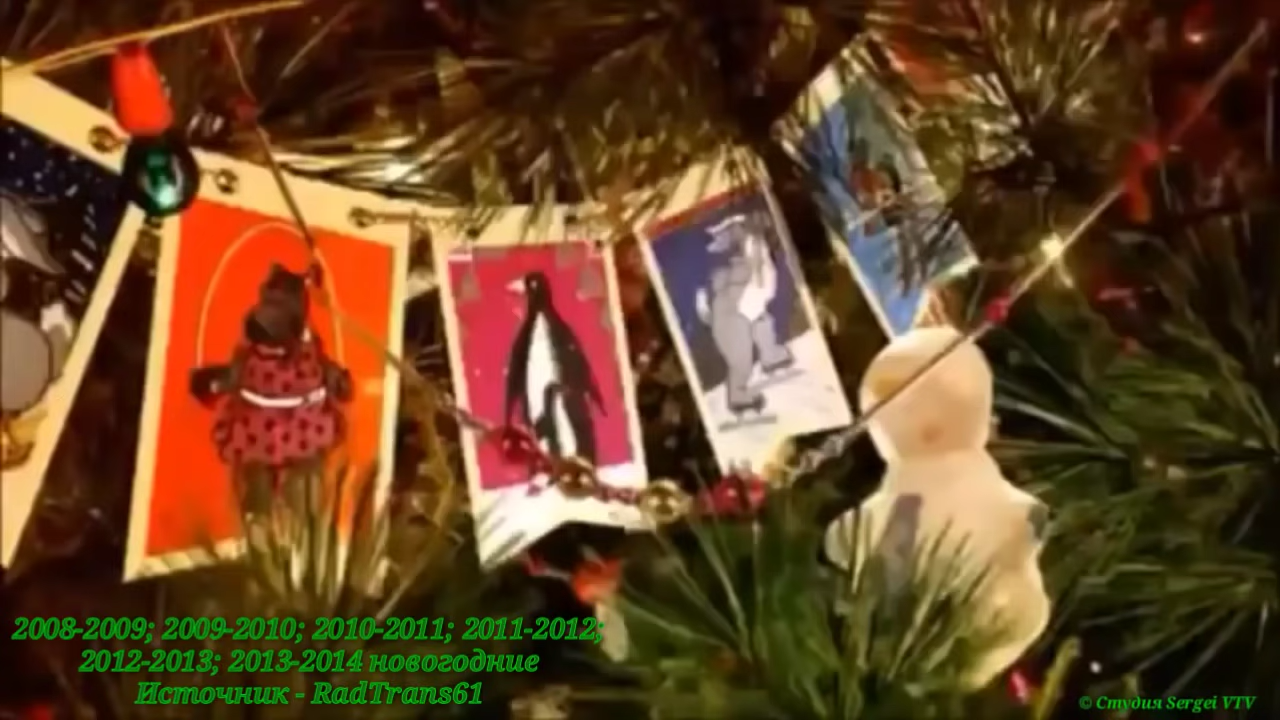 2008-2009; 2009-2010; 2010-2011; 2011-2012;
2012-2013; 2013-2014 новогодние
Источник - RadTrans61
© Студия Sergei VTV